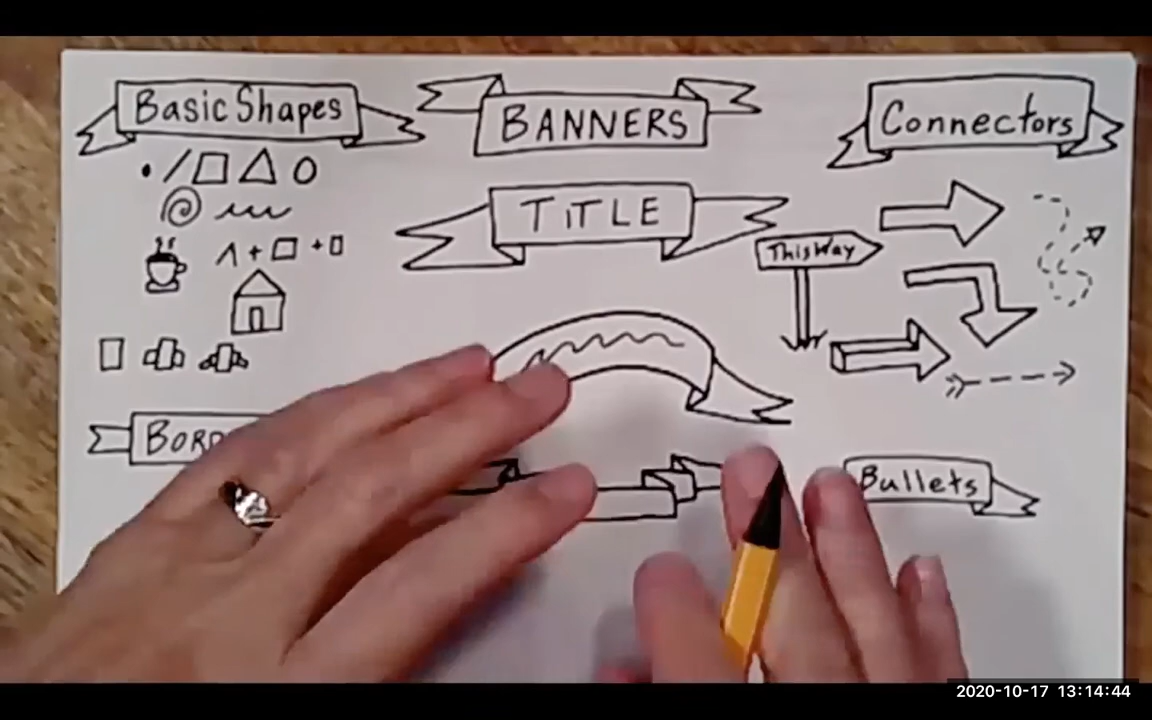 Basic Shapes
BANNERS
Connectors
TITLE
This Way
Bullets
2020-10-17 13:14:44